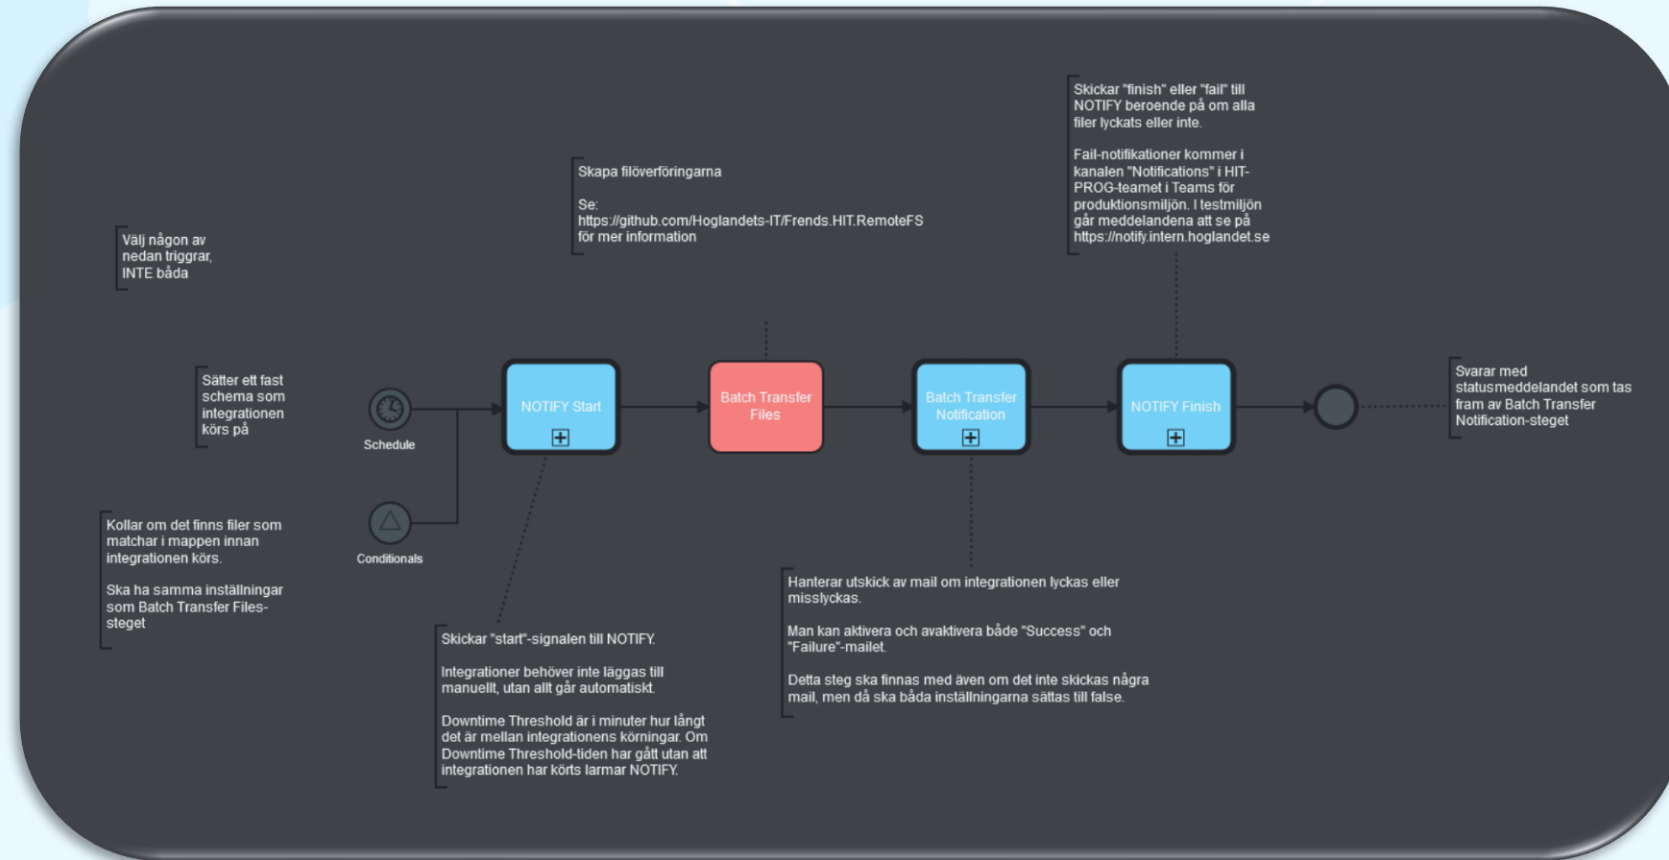 Välj någon av
nedan triggrar,
INTE båda
Sätter ett fast
schema som
integrationen
körs på
Kollar om det finns filer som
matchar i mappen innan
integrationen körs.
Ska ha samma inställningar
som Batch Transfer Files-
steget
Schedule
Conditionals
NOTIFY Start
Skickar "start"-signalen till NOTIFY.
Integrationer behöver inte läggas till
manuellt, utan allt går automatiskt.
Downtime Threshold är i minuter hur långt
det är mellan integrationens körningar. Om
Downtime Threshold-tiden har gått utan att
integrationen har körts larmar NOTIFY.
Skapa filöverföringarna
Se:
https://github.com/Hoglandets-IT/Frends.HIT.RemoteFS
för mer information
Batch Transfer
Files
Batch Transfer
Notification
Hanterar utskick av mail om integrationen lyckas eller
misslyckas.
Man kan aktivera och avaktivera både "Success" och
"Failure"-mailet.
Detta steg ska finnas med även om det inte skickas några
mail, men då ska båda inställningarna sättas till false.
Skickar "finish" eller "fail" till
NOTIFY beroende på om alla
filer lyckats eller inte.
Fail-notifikationer kommer i
kanalen "Notifications" i HIT-
PROG-teamet i Teams för
produktionsmiljön. I testmiljön
går meddelandena att se på
https://notify.intern.hoglandet.se
NOTIFY Finish
Svarar med
statusmeddelandet som tas
fram av Batch Transfer
Notification-steget